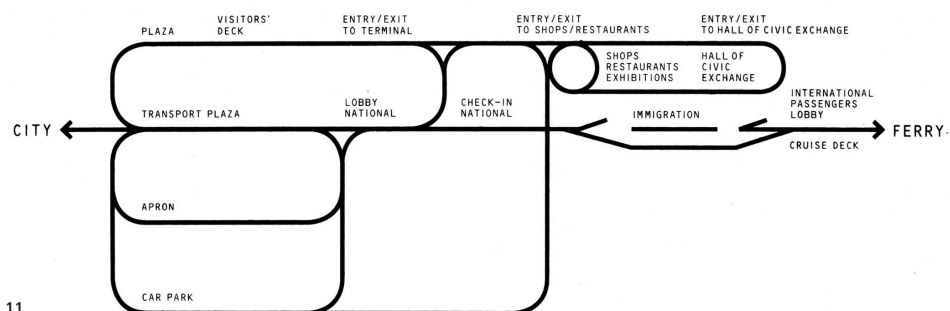 PLAZA
VISITORS'
DECK
ENTRY/EXIT
TO TERMINAL
ENTRY/EXIT
TO SHOPS/RESTAURANTS
ENTRY/EXIT
TO HALL OF CIVIC EXCHANGE
SHOPS
RESTAURANTS
EXHIBITIONS
HALL OF
CIVIC
EXCHANGE
TRANSPORT PLAZA
LOBBY
NATIONAL
CHECK-IN
NATIONAL
IMMIGRATION
INTERNATIONAL
PASSENGERS
LOBBY
CITY
FERRY
CRUISE DECK
APRON
CAR PARK
11